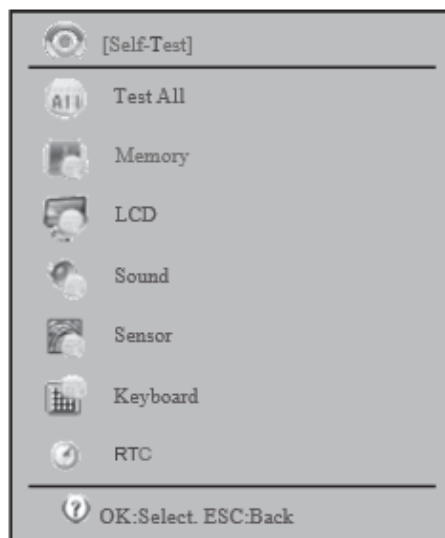 [Self-Test]
All
Test All
Memory
LCD
Sound
Sensor
Keyboard
RTC
? OK:Select. ESC:Back